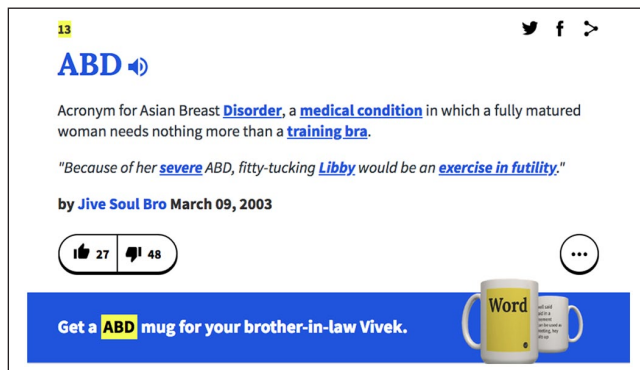 13
ABD
Acronym for Asian Breast Disorder, a medical condition in which a fully matured
woman needs nothing more than a training bra.
"Because of her severe ABD, fitty-tucking Libby would be an exercise in futility."
by Jive Soul Bro March 09, 2003
27 48
Get a ABD mug for your brother-in-law Vivek.
Word